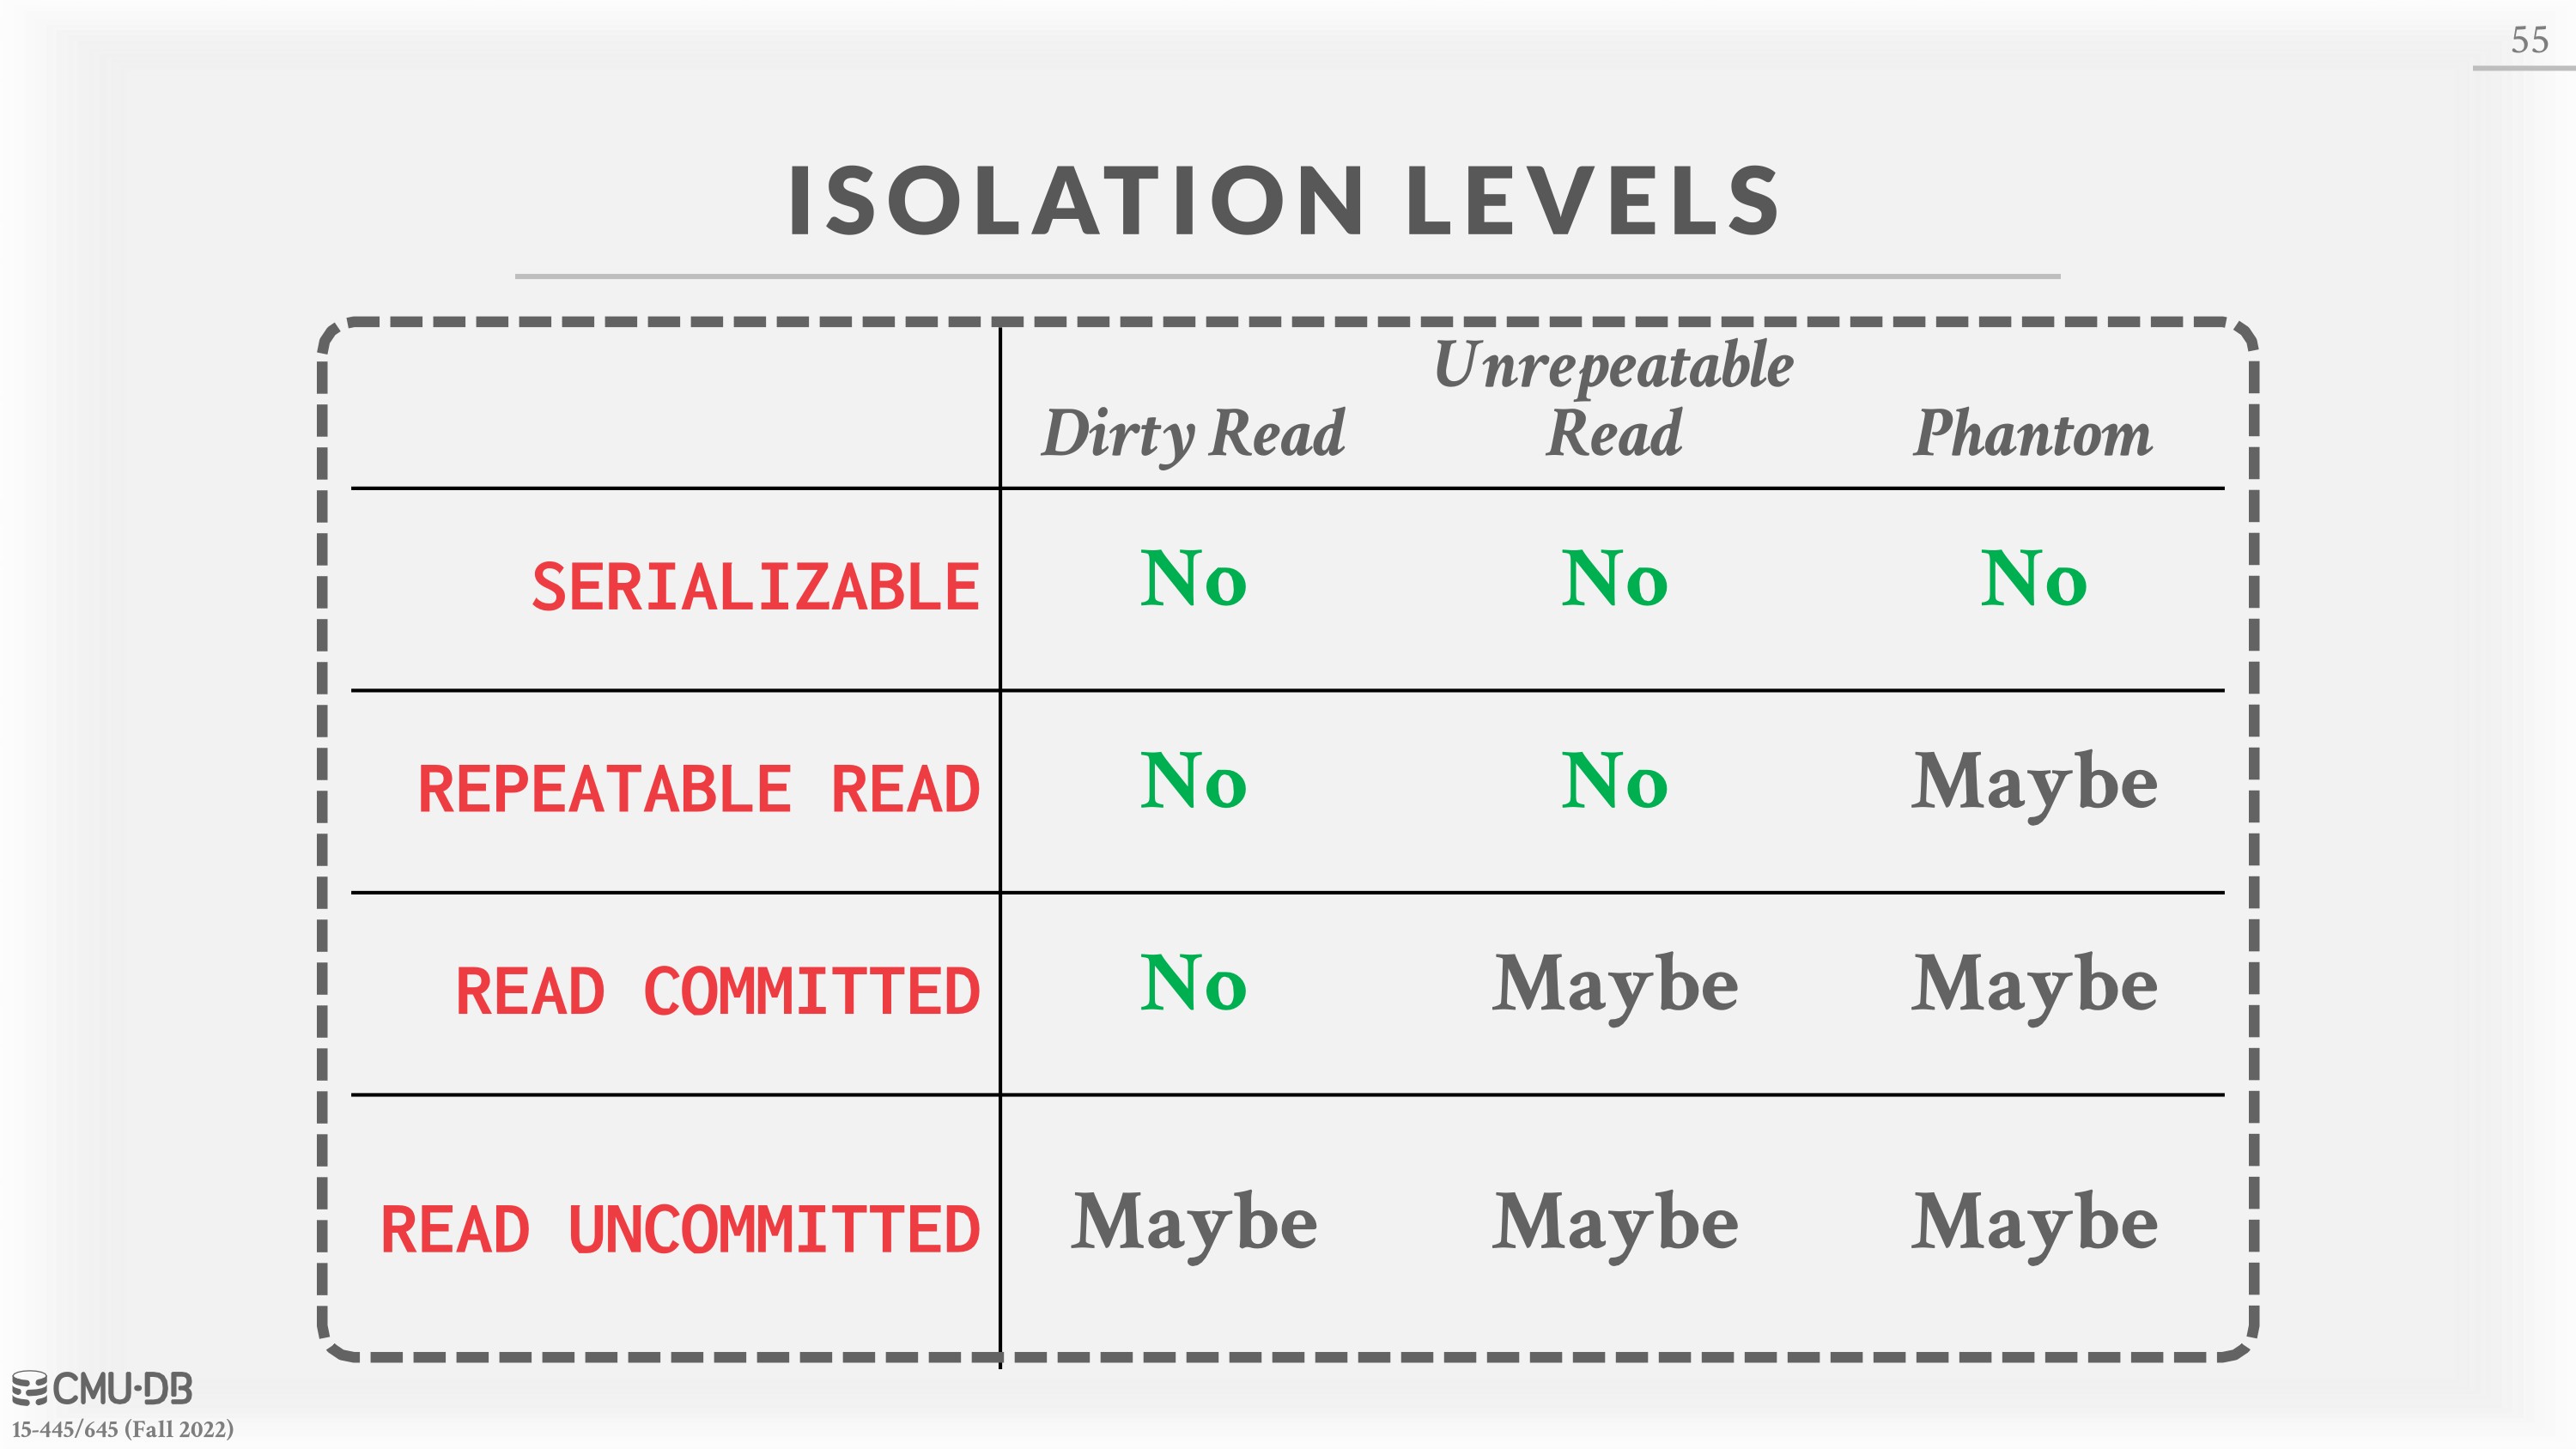 55
ISOLATION LEVELS
Unrepeatable
Dirty Read Read Phantom
SERIALIZABLE No No No
REPEATABLE READ No No Maybe
READ COMMITTED No Maybe Maybe
READ UNCOMMITTED Maybe Maybe Maybe
CMU·DB
15-445/645 (Fall 2022)